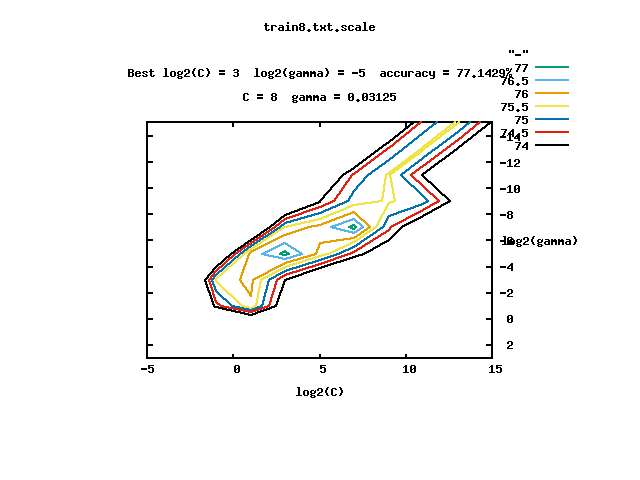 train8.txt.scale
"-"
Best log2(C) = 3 log2(gamma) = -5 accuracy = 77.1429%
77
76.5
C = 8 gamma = 0.03125
76
75.5
75
74.5
74
-14
-12
-10
-8
-6
log2(gamma)
-4
-2
0
2
-5 0 5 10 15
log2(C)